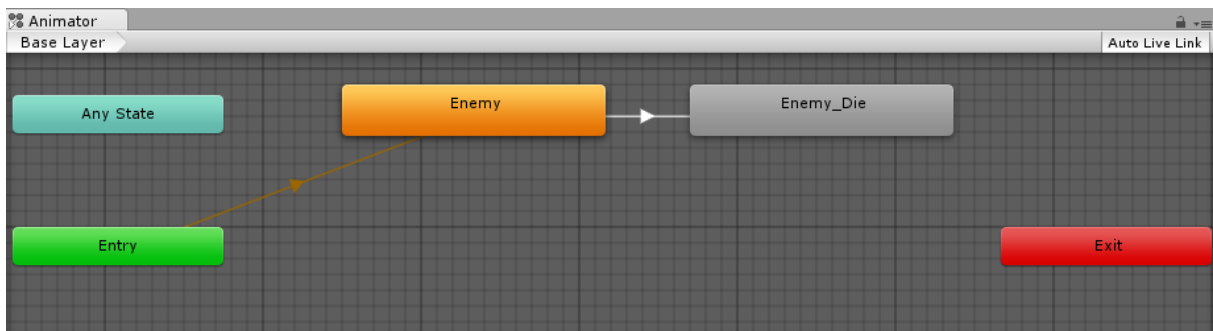 Animator
Base Layer
Auto Live Link
Any State
Enemy
Enemy_Die
Entry
Exit